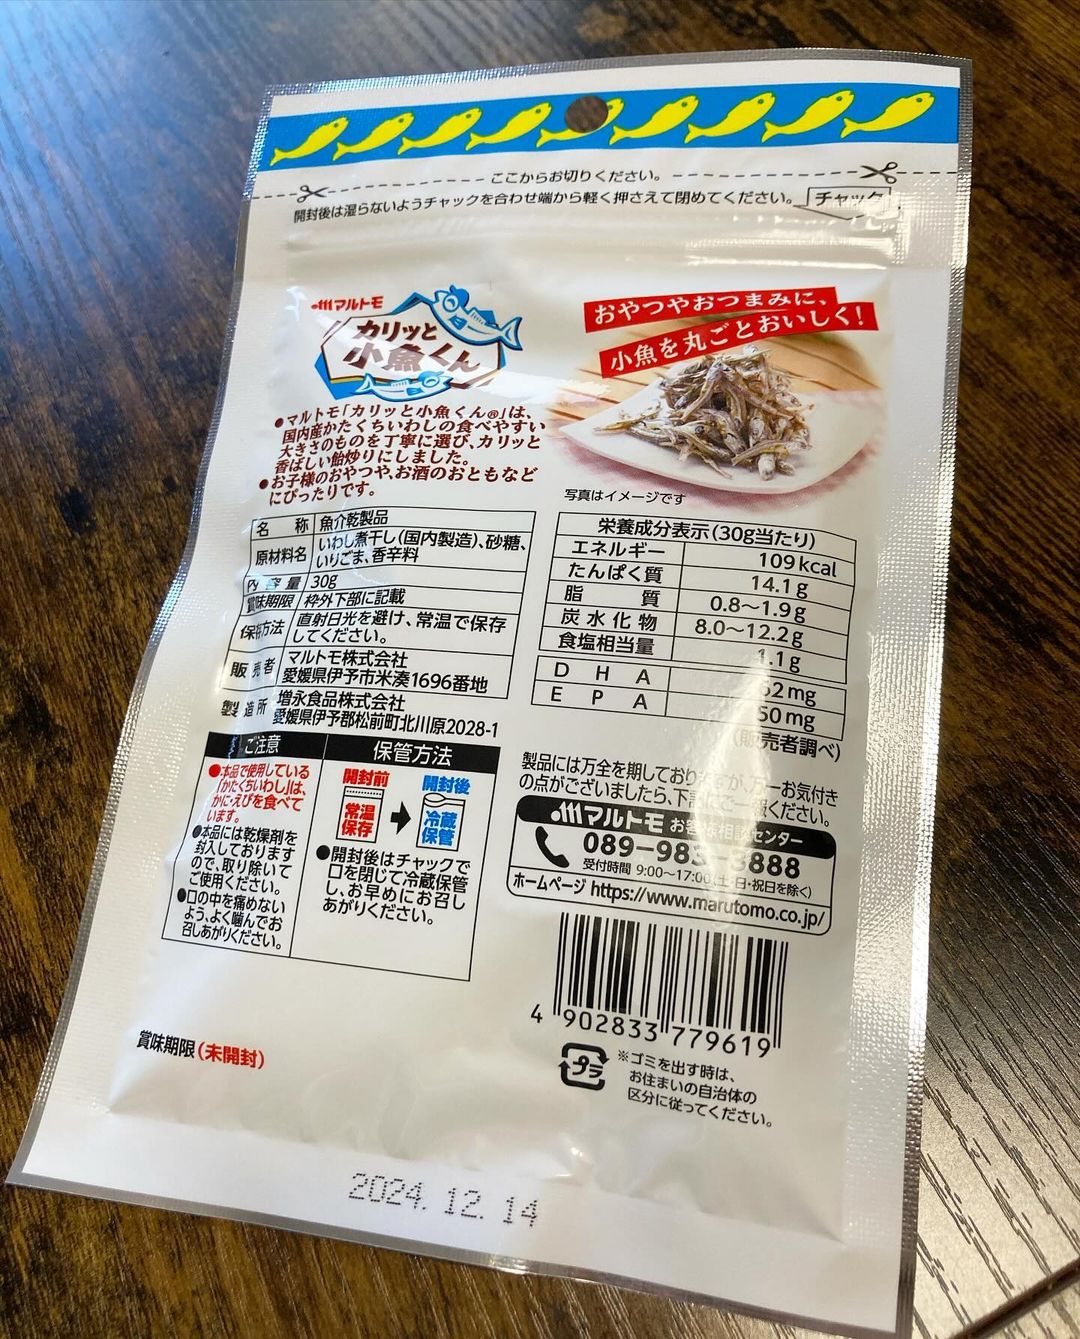 ここからお切りください。
開封後は湿らないようチャックを合わせ端から軽く押さえて閉めてください。
チャック
マルトモ
カリッと
小魚くん
おやつやおつまみに、
小魚を丸ごとおいしく!
●マルトモ「カリッと小魚くん®」は、
国内産かたくちいわしの食べやすい
大きさのものを丁寧に選び、カリッと
香ばしい飴炒りにしました。
●お子様のおやつや、お酒のおともなど
にぴったりです。
写真はイメージです
名 称 魚介乾製品
原材料名 いわし煮干し(国内製造)、砂糖、
いりごま、香辛料
内容量 30g
賞味期限 枠外下部に記載
保存方法 直射日光を避け、常温で保存
してください。
販売者 マルトモ株式会社
愛媛県伊予市米湊1696番地
製造所 増永食品株式会社
愛媛県伊予郡松前町北川原2028-1
栄養成分表示(30g当たり)
エネルギー 109kcal
たんぱく質 14.1g
脂質 0.8〜1.9g
炭水化物 8.0〜12.2g
食塩相当量 1.1g
DHA 2mg
EPA 50mg
(販売者調べ)
ご注意
●本品で使用している
「かたくちいわし」は、
かに・えびを食べて
います。
●本品には乾燥剤を
封入しております
ので、取り除いて
ご使用ください。
●口の中を痛めない
よう、よく噛んでお
召しあがりください。
保管方法
開封前
常温
保存
開封後
冷蔵
保管
●開封後はチャックで
口を閉じて冷蔵保管
し、お早めにお召し
あがりください。
製品には万全を期しておりますが、万一お気付き
の点がございましたら、下記 ください。
マルトモ お客様相談センター
089-983- 888
受付時間 9:00〜17:00(土・日・祝日を除く)
ホームページ https://www.marutomo.co.jp/
4 902833 779619
プラ
※ゴミを出す時は、
お住まいの自治体の
区分に従ってください。
賞味期限(未開封)
2024.12.14